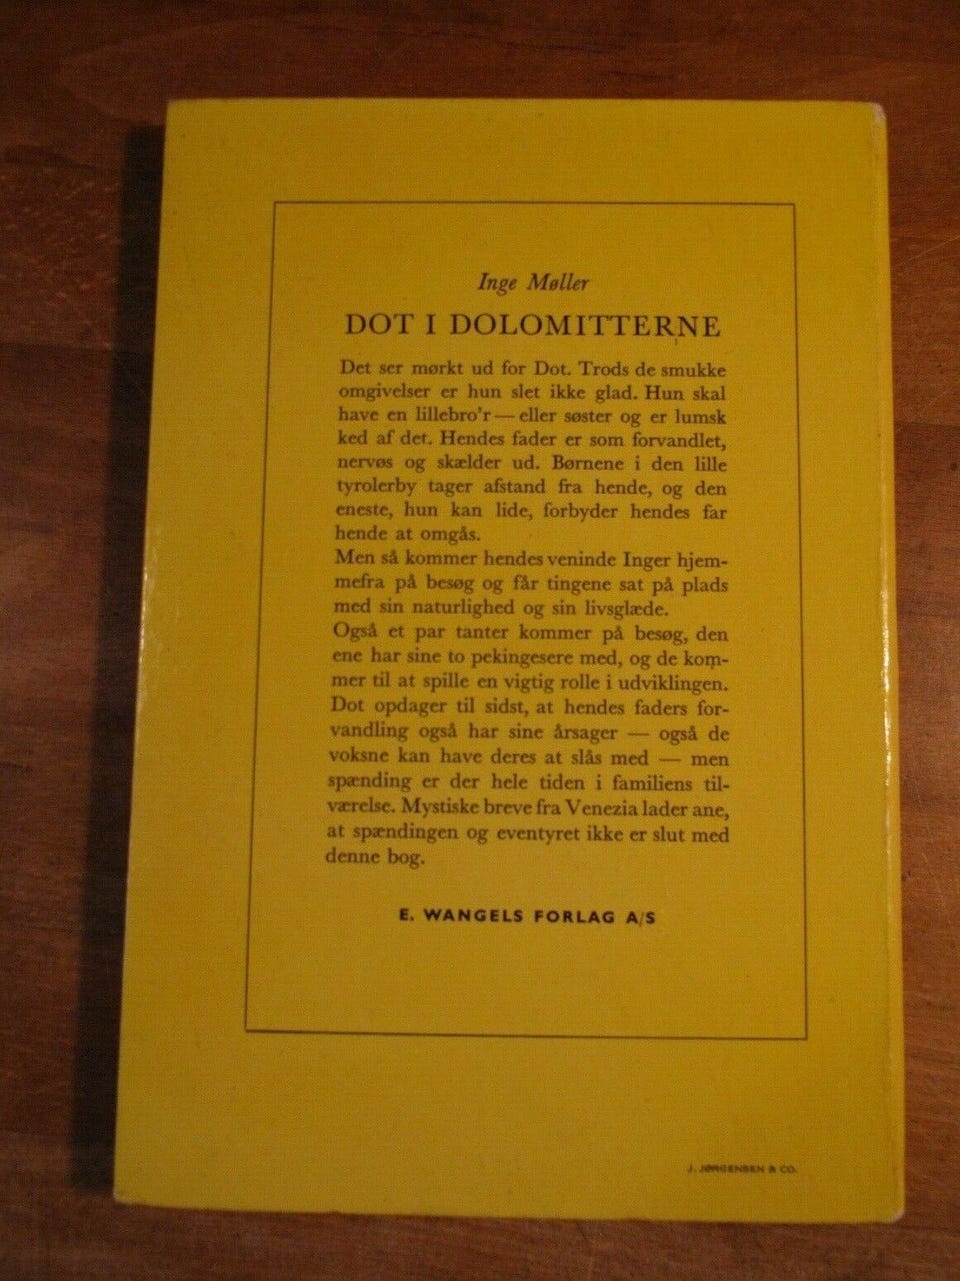 Inge Møller
DOT I DOLOMITTERNE
Det ser mørkt ud for Dot. Trods de smukke
omgivelser er hun slet ikke glad. Hun skal
have en lillebro'r — eller søster og er lumsk
ked af det. Hendes fader er som forvandlet,
nervøs og skælder ud. Børnene i den lille
tyrolerby tager afstand fra hende, og den
eneste, hun kan lide, forbyder hendes far
hende at omgås.
Men så kommer hendes veninde Inger hjem-
mefra på besøg og får tingene sat på plads
med sin naturlighed og sin livsglæde.
Også et par tanter kommer på besøg, den
ene har sine to pekingesere med, og de kom-
mer til at spille en vigtig rolle i udviklingen.
Dot opdager til sidst, at hendes faders for-
vandling også har sine årsager — også de
voksne kan have deres at slås med — men
spænding er der hele tiden i familiens til-
værelse. Mystiske breve fra Venezia lader ane,
at spændingen og eventyret ikke er slut med
denne bog.
E. WANGELS FORLAG A/S
J. JØRGENSEN & CO.